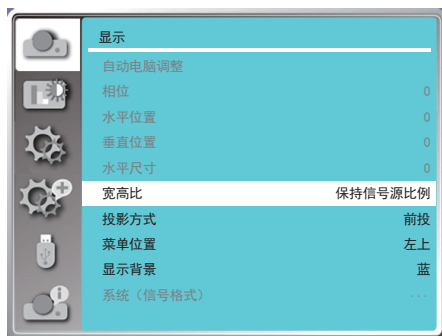 显示
自动电脑调整
相位 0
水平位置 0
垂直位置 0
水平尺寸 0
宽高比 保持信号源比例
投影方式 前投
菜单位置 左上
显示背景 蓝
系统（信号格式） ---